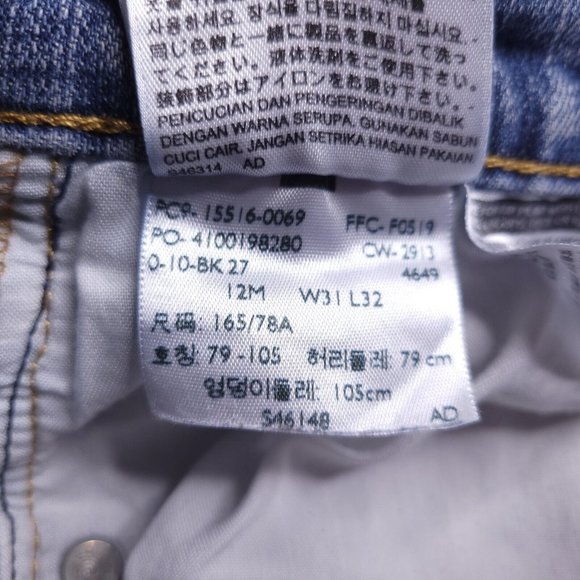 사용하세요. 장식을 다림질하지 마십시오.
同じ色物と一緒に製品を裏返して洗っ
てください。液体洗剤をご使用下さい。
装飾部分はアイロンをお掛け下さい。
PENCUCIAN DAN PENGERINGAN DIBALIK
DENGAN WARNA SERUPA. GUNAKAN SABUN
CUCI CAIR. JANGAN SETRIKA HIASAN PAKAIAN.
S46314 AD
PC9- 15516-0069 FFC- F0519
PO- 4100198280 CW- 2913
0-10-BK 27 4649
12M W31 L32
尺码: 165/78A
호칭 79 -105 허리둘레: 79 cm
엉덩이둘레: 105cm
S46148 AD